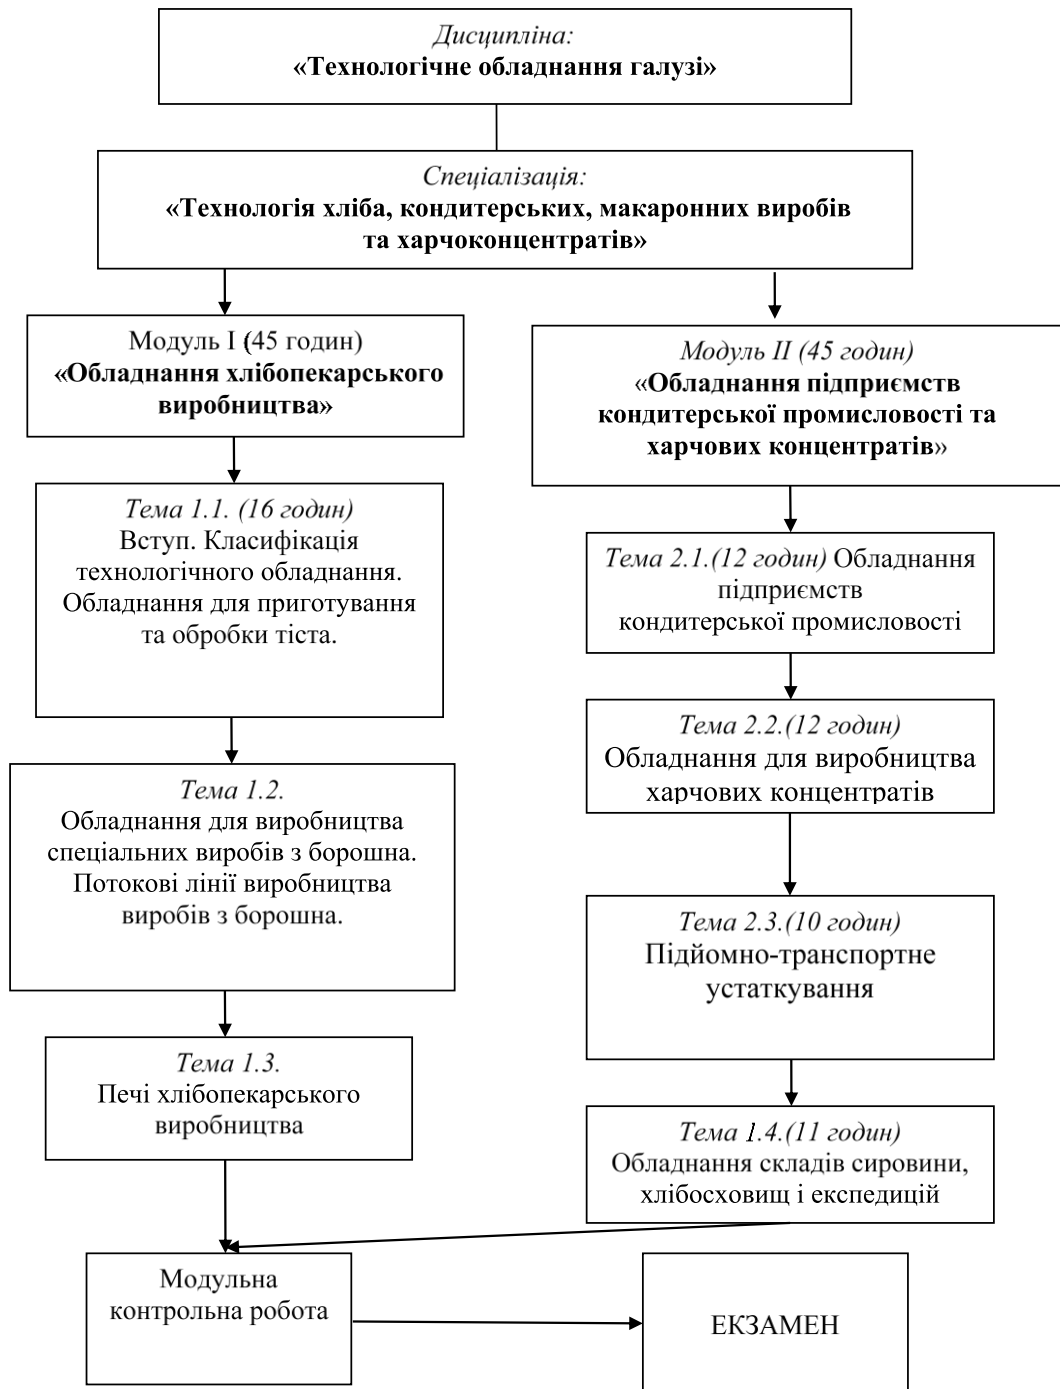 Дисципліна:
«Технологічне обладнання галузі»
Спеціалізація:
«Технологія хліба, кондитерських, макаронних виробів
та харчоконцентратів»
Модуль І (45 годин)
«Обладнання хлібопекарського
виробництва»
Тема 1.1. (16 годин)
Вступ. Класифікація
технологічного обладнання.
Обладнання для приготування
та обробки тіста.
Тема 1.2.
Обладнання для виробництва
спеціальних виробів з борошна.
Потокові лінії виробництва
виробів з борошна.
Тема 1.3.
Печі хлібопекарського
виробництва
Модуль ІІ (45 годин)
«Обладнання підприємств
кондитерської промисловості та
харчових концентратів»
Тема 2.1.(12 годин) Обладнання
підприємств
кондитерської промисловості
Тема 2.2.(12 годин)
Обладнання для виробництва
харчових концентратів
Тема 2.3.(10 годин)
Підйомно-транспортне
устаткування
Тема 1.4.(11 годин)
Обладнання складів сировини,
хлібосховищ і експедицій
Модульна
контрольна робота
ЕКЗАМЕН